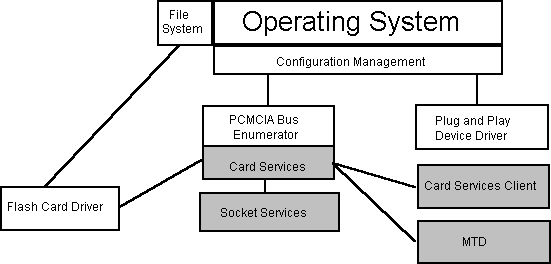 File
System
Operating System
Configuration Management
PCMCIA Bus
Enumerator
Plug and Play
Device Driver
Card Services
Card Services Client
Flash Card Driver
Socket Services
MTD